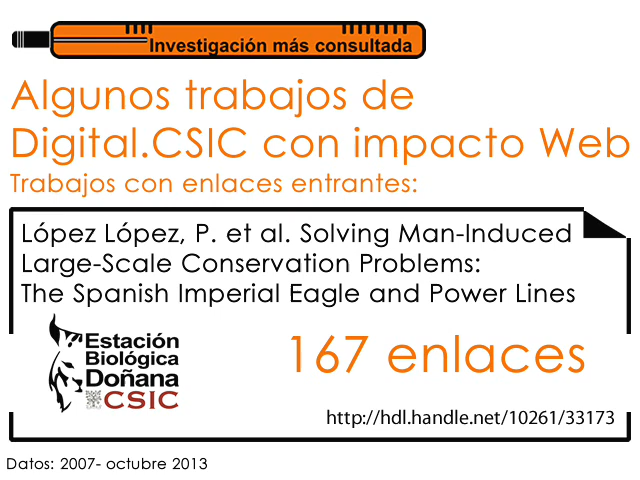 Investigación más consultada
Algunos trabajos de
Digital.CSIC con impacto Web
Trabajos con enlaces entrantes:
López López, P. et al. Solving Man-Induced
Large-Scale Conservation Problems:
The Spanish Imperial Eagle and Power Lines
Estación
Biológica
Doñana
CSIC
167 enlaces
http://hdl.handle.net/10261/33173
Datos: 2007- octubre 2013